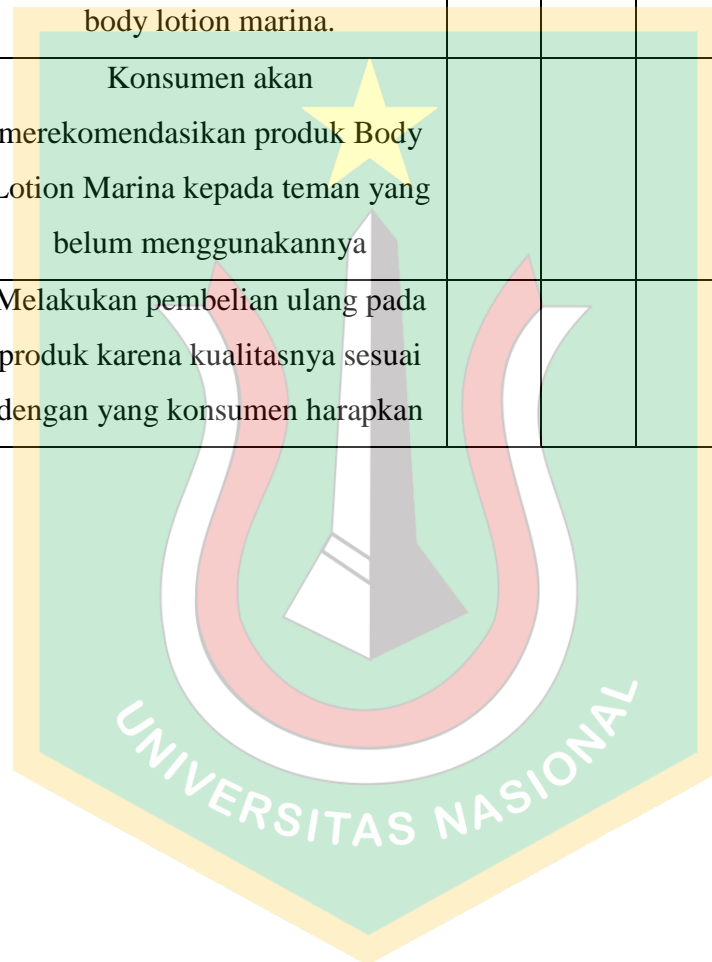 body lotion marina.
Konsumen akan
merekomendasikan produk Body
Lotion Marina kepada teman yang
belum menggunakannya
Melakukan pembelian ulang pada
produk karena kualitasnya sesuai
dengan yang konsumen harapkan
UNIVERSITAS NASIONAL